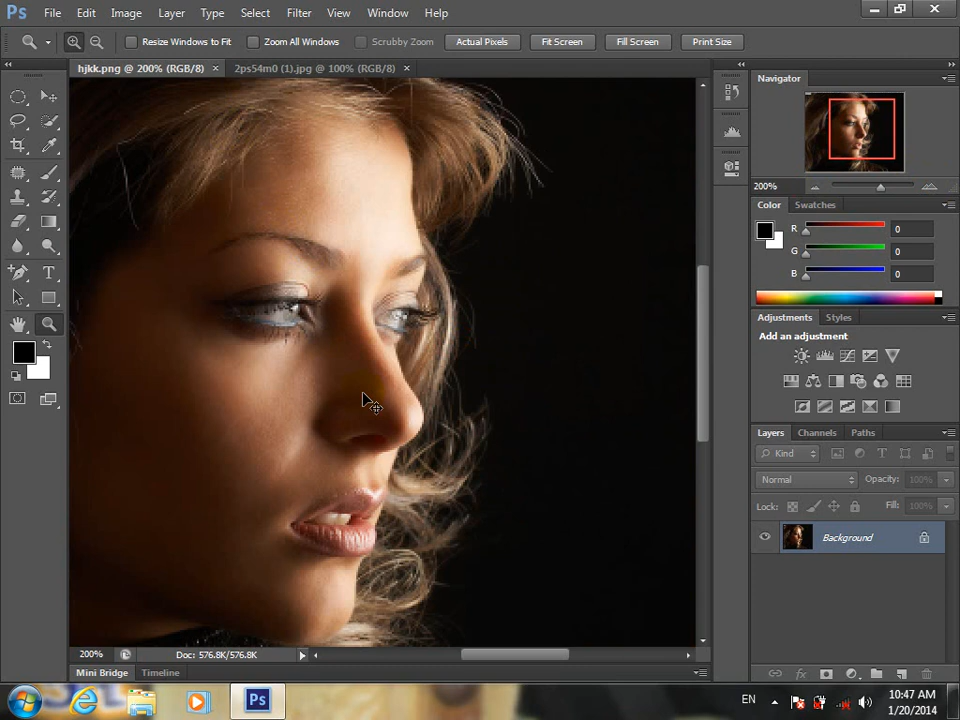 Ps File Edit Image Layer Type Select Filter View Window Help
Resize Windows to Fit Zoom All Windows Scrubby Zoom Actual Pixels Fit Screen Fill Screen Print Size
hjkk.png @ 200% (RGB/8) × 2ps54m0 (1).jpg @ 100% (RGB/8) ×
Navigator
200%
Color Swatches
R 0
G 0
B 0
Adjustments Styles
Add an adjustment
Layers Channels Paths
Kind
Normal Opacity: 100%
Lock: Fill: 100%
Background
200% Doc: 576.8K/576.8K
Mini Bridge Timeline
Ps EN 10:47 AM
1/20/2014